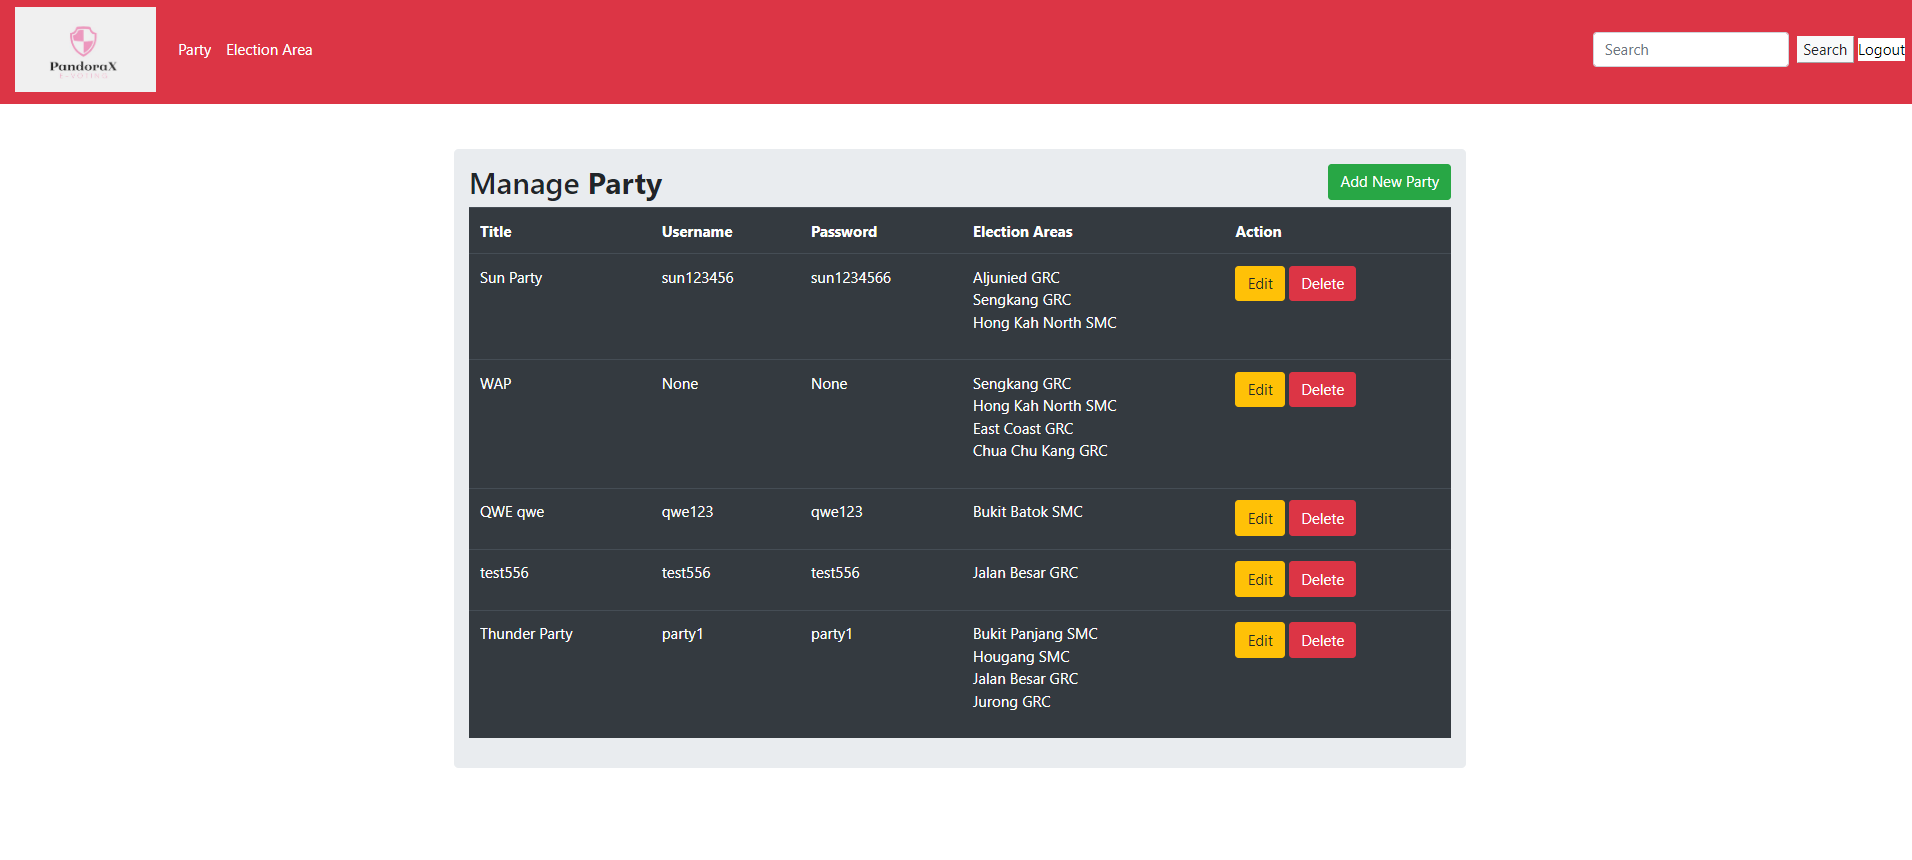 PandoraX
E-VOTING
Party Election Area
Search Search Logout
Manage Party Add New Party
Title Username Password Election Areas Action
Sun Party sun123456 sun1234566 Aljunied GRC Edit Delete
Sengkang GRC
Hong Kah North SMC
WAP None None Sengkang GRC Edit Delete
Hong Kah North SMC
East Coast GRC
Chua Chu Kang GRC
QWE qwe qwe123 qwe123 Bukit Batok SMC Edit Delete
test556 test556 test556 Jalan Besar GRC Edit Delete
Thunder Party party1 party1 Bukit Panjang SMC Edit Delete
Hougang SMC
Jalan Besar GRC
Jurong GRC